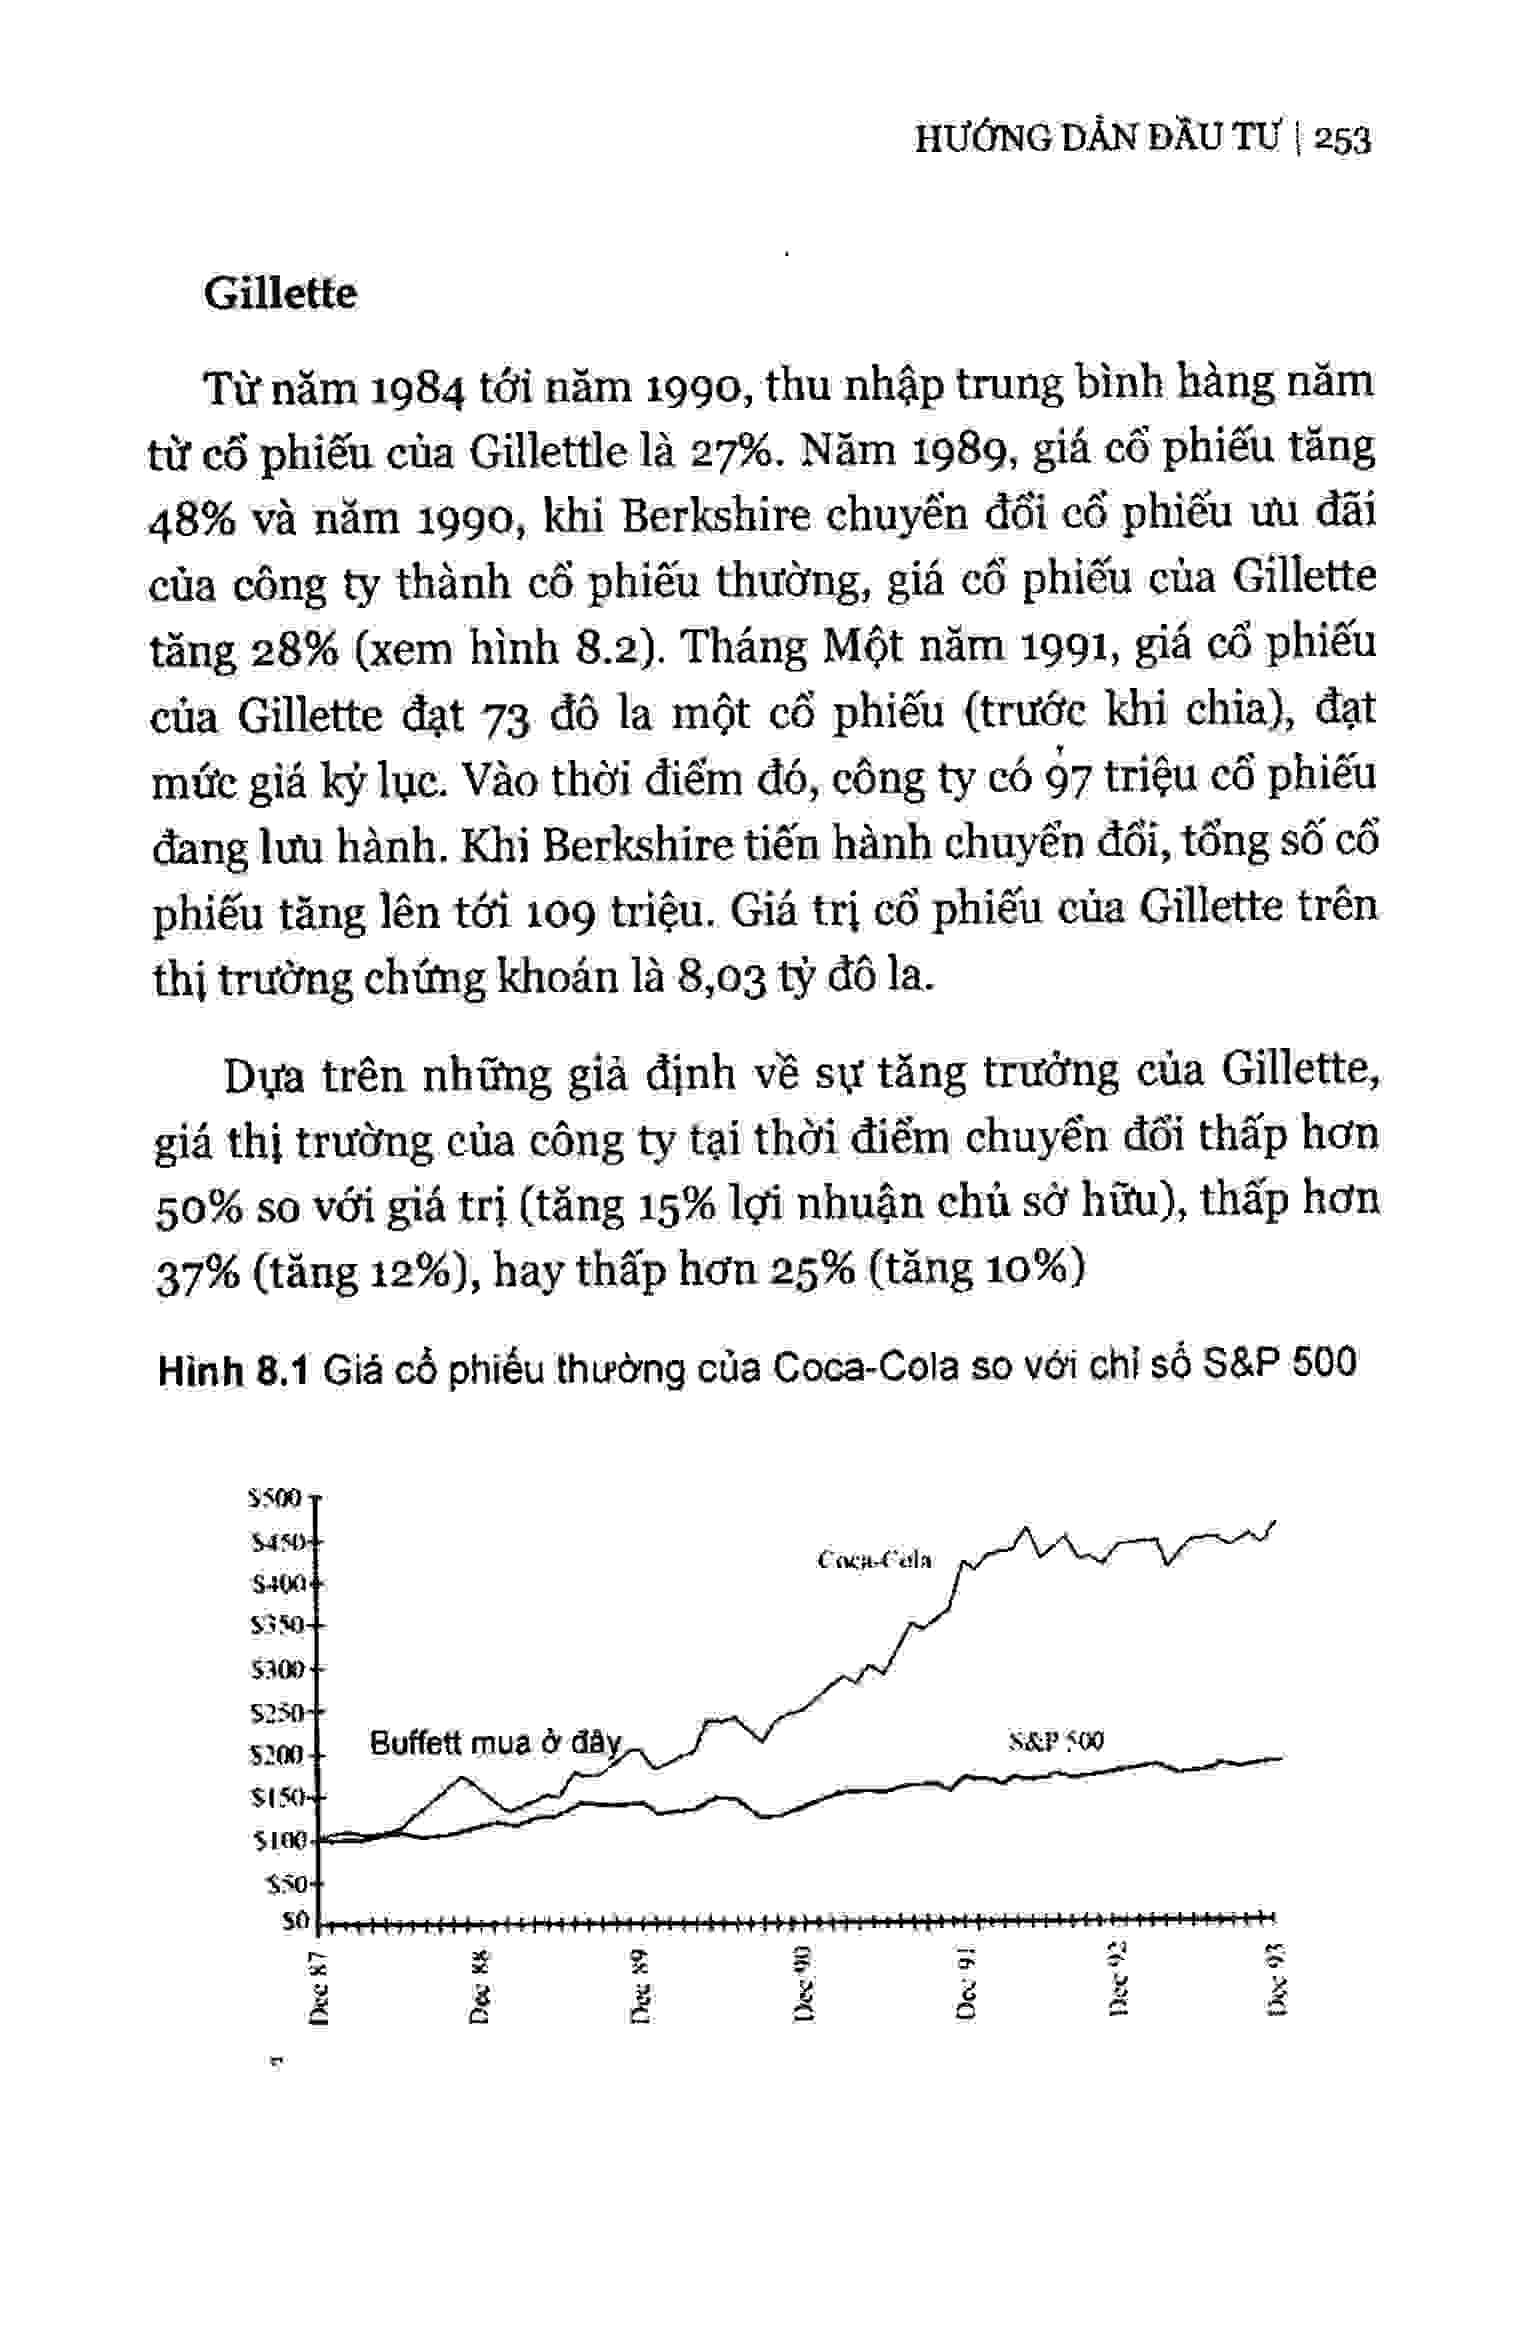 HƯỚNG DẪN ĐẦU TƯ | 253
Gillette
Từ năm 1984 tới năm 1990, thu nhập trung bình hàng năm
từ cổ phiếu của Gillettle là 27%. Năm 1989, giá cổ phiếu tăng
48% và năm 1990, khi Berkshire chuyển đổi cổ phiếu ưu đãi
của công ty thành cổ phiếu thường, giá cổ phiếu của Gillette
tăng 28% (xem hình 8.2). Tháng Một năm 1991, giá cổ phiếu
của Gillette đạt 73 đô la một cổ phiếu (trước khi chia), đạt
mức giá kỷ lục. Vào thời điểm đó, công ty có 97 triệu cổ phiếu
đang lưu hành. Khi Berkshire tiến hành chuyển đổi, tổng số cổ
phiếu tăng lên tới 109 triệu. Giá trị cổ phiếu của Gillette trên
thị trường chứng khoán là 8,03 tỷ đô la.
Dựa trên những giả định về sự tăng trưởng của Gillette,
giá thị trường của công ty tại thời điểm chuyển đổi thấp hơn
50% so với giá trị (tăng 15% lợi nhuận chủ sở hữu), thấp hơn
37% (tăng 12%), hay thấp hơn 25% (tăng 10%)
Hình 8.1 Giá cổ phiếu thường của Coca-Cola so với chỉ số S&P 500
$500
$450
$400
$350
$300
$250
$200
$150
$100
$50
$0
Coca-Cola
Buffett mua ở đây
S&P 500
Dec 87
Dec 88
Dec 89
Dec 90
Dec 91
Dec 92
Dec 93